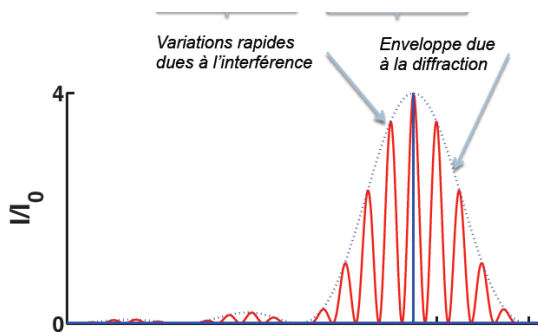 Variations rapides
dues à l'interférence
Enveloppe due
à la diffraction
4
I/I0
0